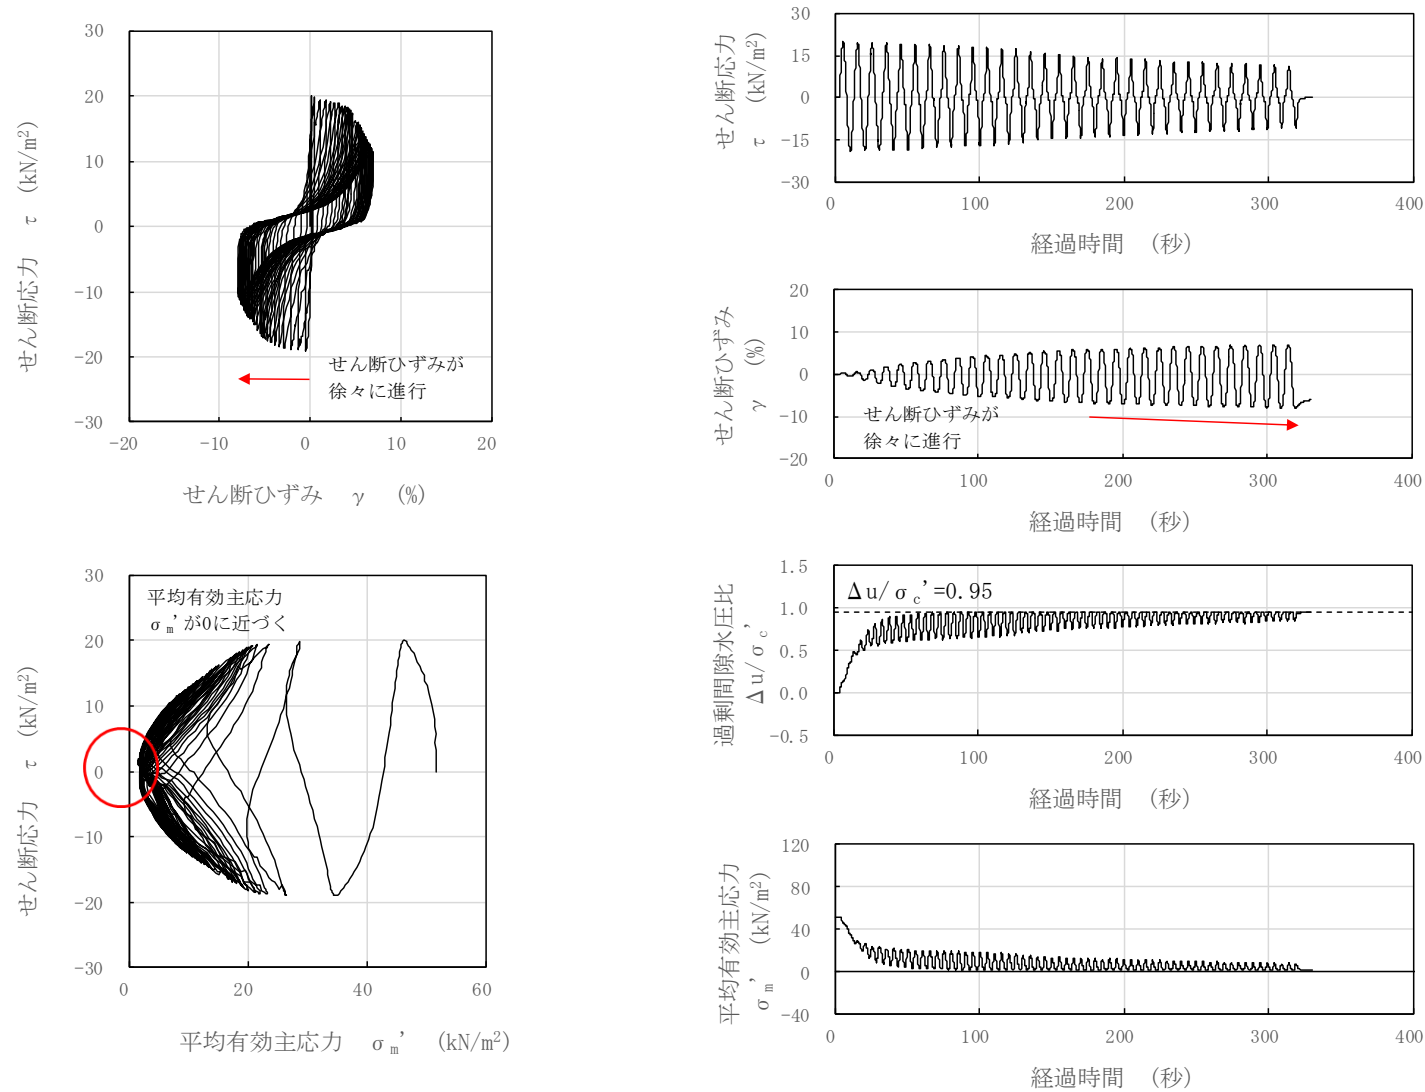 30
20
10
0
-10
-20
-30
せん断応力 τ (kN/m²)
せん断ひずみが
徐々に進行
-20
-10
0
10
20
せん断ひずみ γ (%)
30
20
10
0
-10
-20
-30
せん断応力 τ (kN/m²)
平均有効主応力
σm'が0に近づく
0
20
40
60
平均有効主応力 σm' (kN/m²)
30
15
0
-15
-30
せん断応力
τ (kN/m²)
0
100
200
300
400
経過時間 (秒)
20
10
0
-10
-20
せん断ひずみ
γ (%)
せん断ひずみが
徐々に進行
0
100
200
300
400
経過時間 (秒)
1.5
1.0
0.5
0.0
-0.5
過剰間隙水圧比
Δu/σc'
Δu/σc'=0.95
0
100
200
300
400
経過時間 (秒)
120
80
40
0
-40
平均有効主応力
σm' (kN/m²)
0
100
200
300
400
経過時間 (秒)